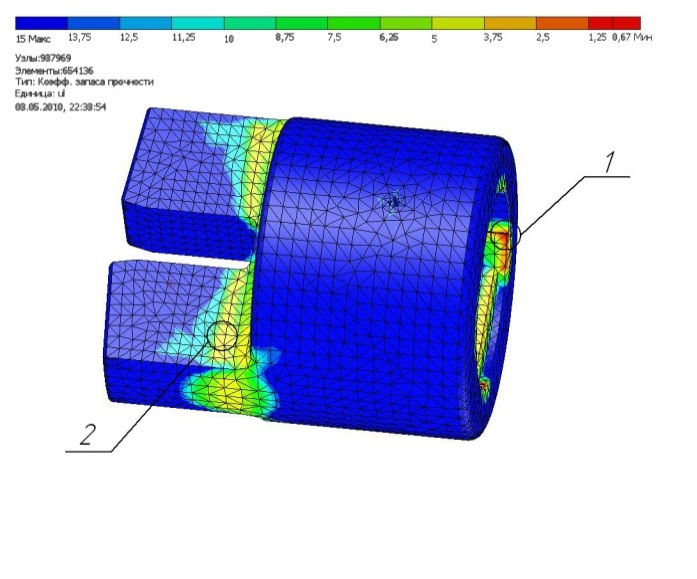 15 Макс 13,75 12,5 11,25 10 8,75 7,5 6,25 5 3,75 2,5 1,25 0,67 Мин
Узлы:987969
Элементы:654136
Тип: Коэфф. запаса прочности
Единица: ul
08.05.2010, 22:38:54
1
2